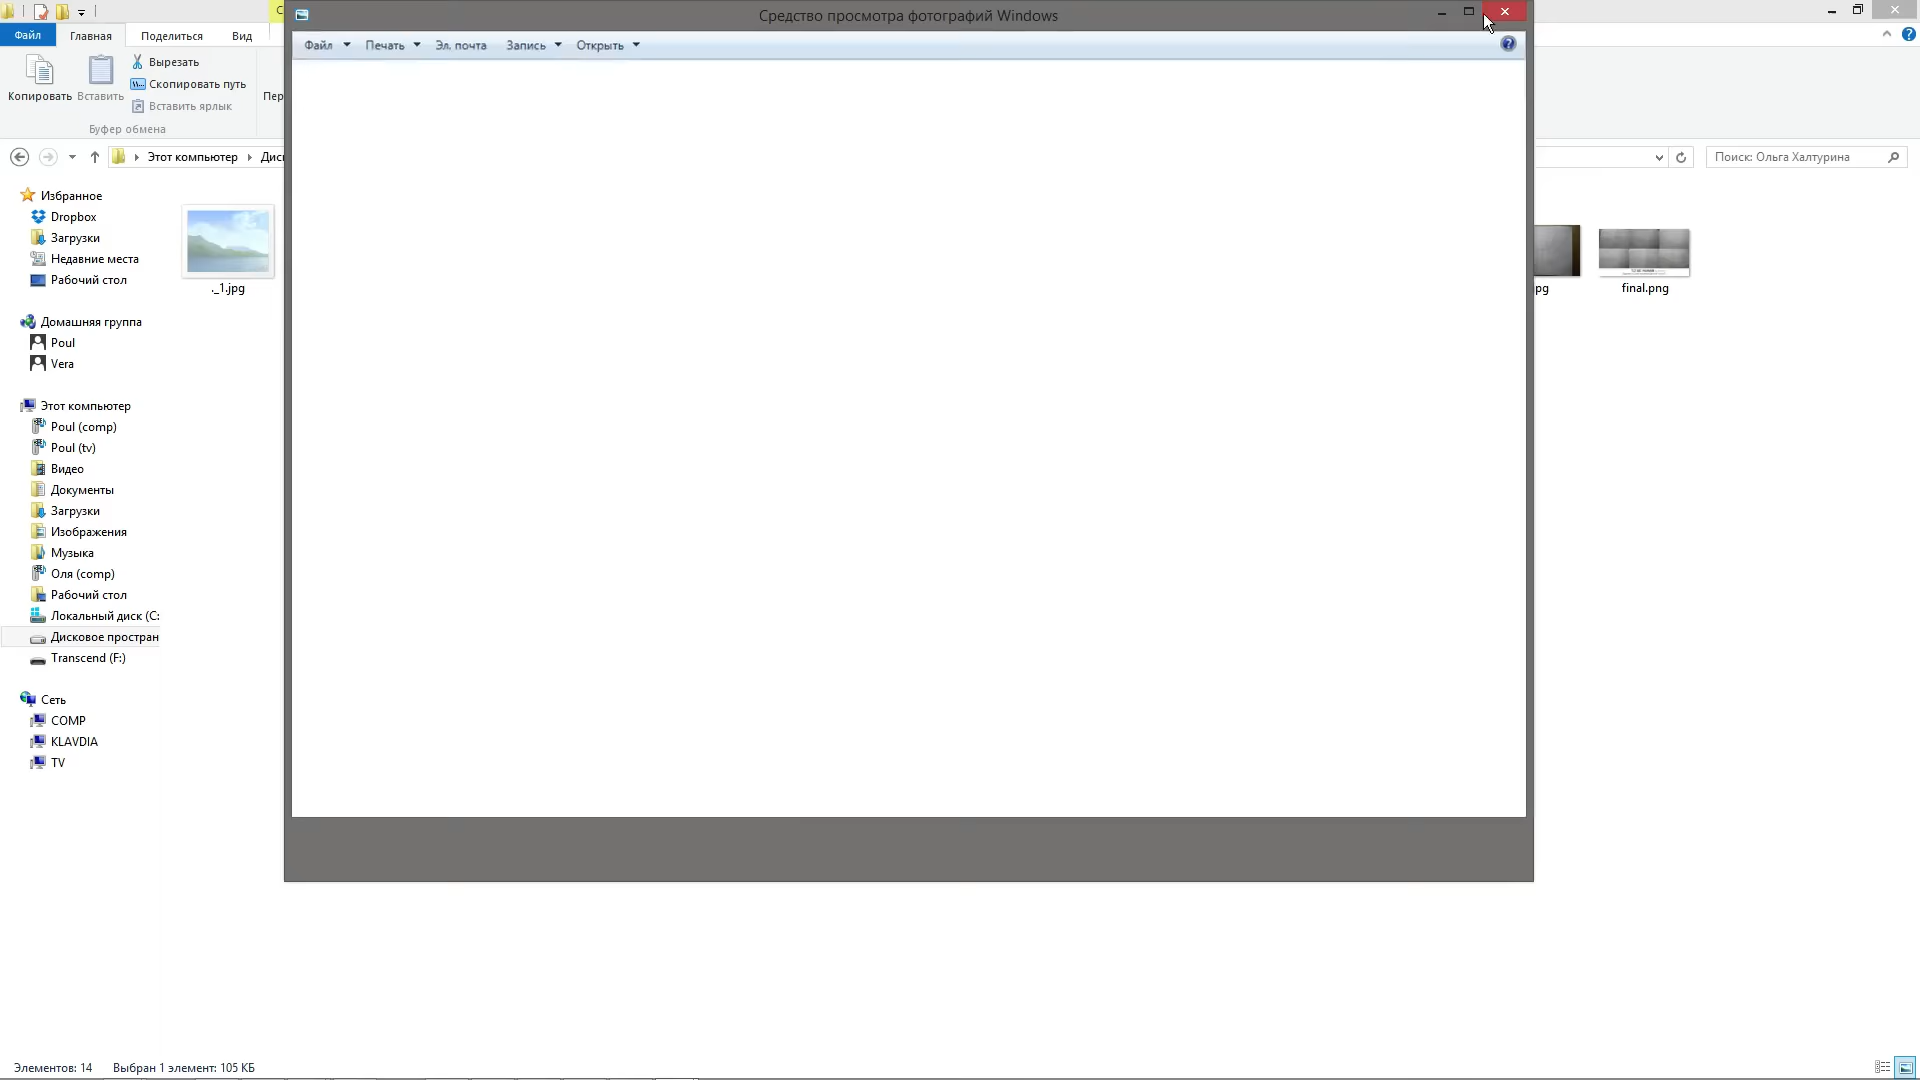 Средство просмотра фотографий Windows
Файл
Главная
Поделиться
Вид
Файл
Печать
Эл. почта
Запись
Открыть
Копировать
Вставить
Вырезать
Скопировать путь
Вставить ярлык
Пер
Буфер обмена
Этот компьютер
Диск
Поиск: Ольга Халтурина
Избранное
Dropbox
Загрузки
Недавние места
Рабочий стол
Домашняя группа
Poul
Vera
Этот компьютер
Poul (comp)
Poul (tv)
Видео
Документы
Загрузки
Изображения
Музыка
Оля (comp)
Рабочий стол
Локальный диск (C:
Дисковое простран
Transcend (F:)
Сеть
COMP
KLAVDIA
TV
._1.jpg
pg
final.png
Элементов: 14
Выбран 1 элемент: 105 КБ